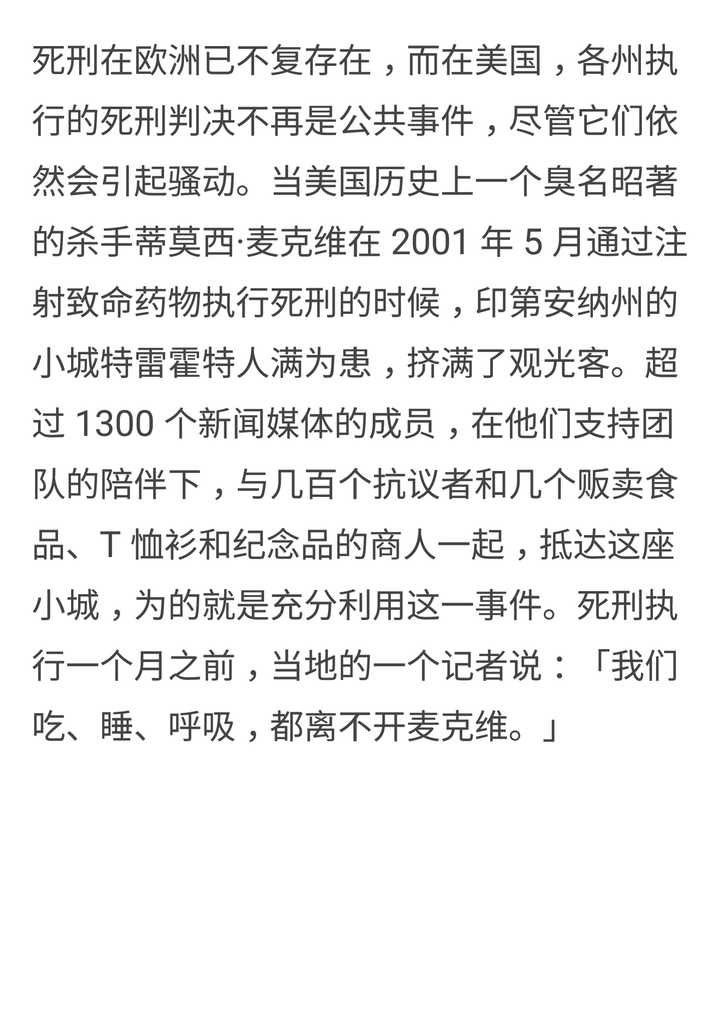 死刑在欧洲已不复存在，而在美国，各州执
行的死刑判决不再是公共事件，尽管它们依
然会引起骚动。当美国历史上一个臭名昭著
的杀手蒂莫西·麦克维在 2001 年 5 月通过注
射致命药物执行死刑的时候，印第安纳州的
小城特雷霍特人满为患，挤满了观光客。超
过 1300 个新闻媒体的成员，在他们支持团
队的陪伴下，与几百个抗议者和几个贩卖食
品、T 恤衫和纪念品的商人一起，抵达这座
小城，为的就是充分利用这一事件。死刑执
行一个月之前，当地的一个记者说：「我们
吃、睡、呼吸，都离不开麦克维。」